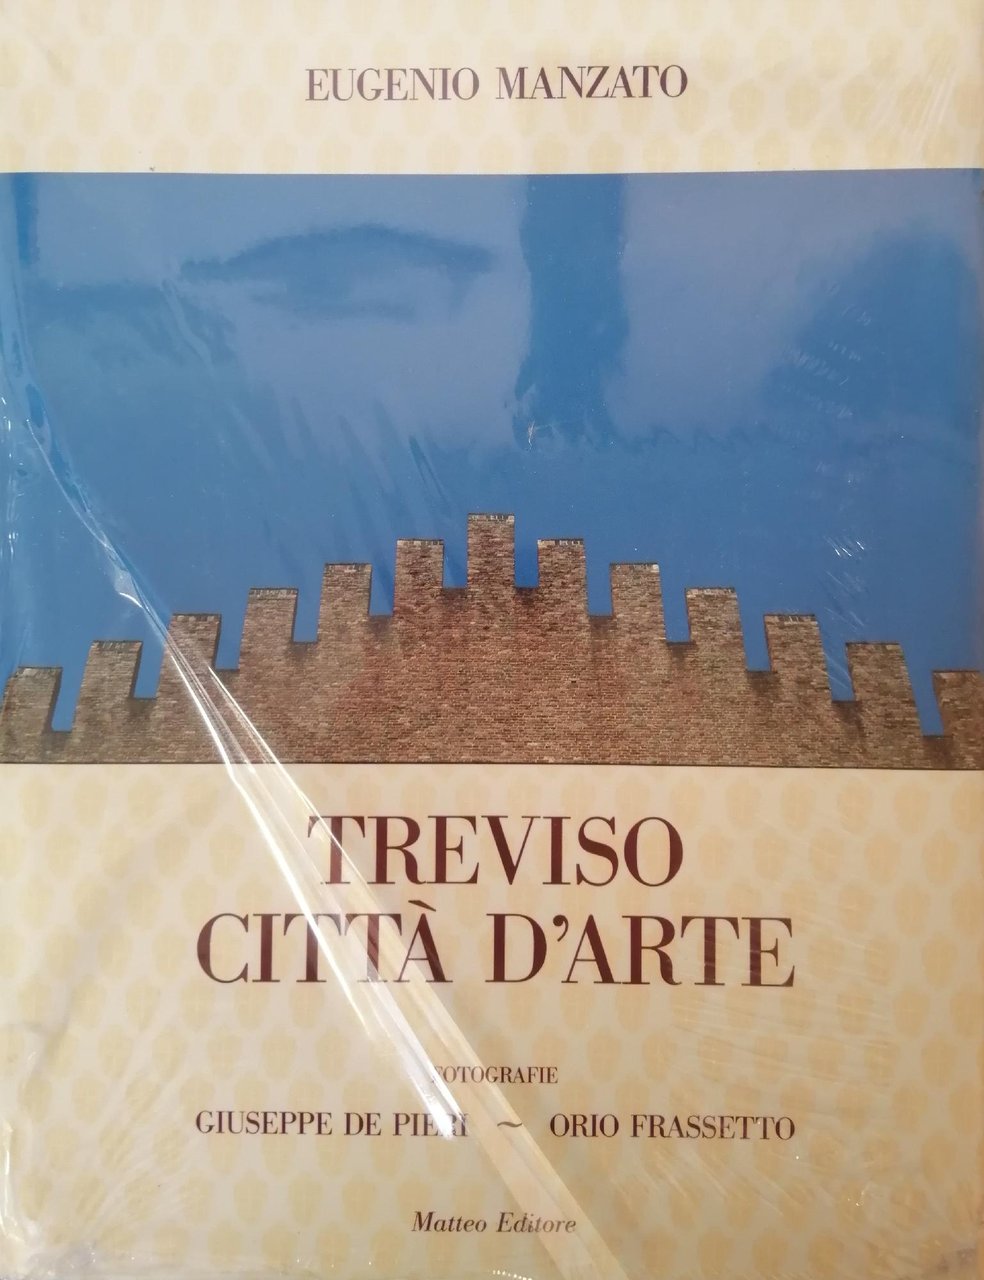 EUGENIO MANZATO
TREVISO
CITTÀ D'ARTE
FOTOGRAFIE
GIUSEPPE DE PIERI ~ ORIO FRASSETTO
Matteo Editore